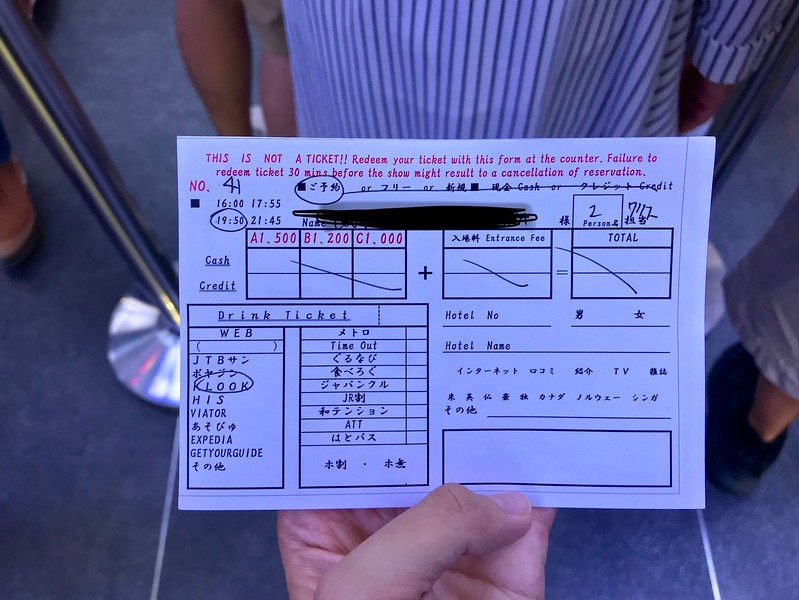 THIS IS NOT A TICKET!! Redeem your ticket with this form at the counter. Failure to
redeem ticket 30 mins before the show might result to a cancellation of reservation.
NO. 41
■ご予約 or フリー or 新規■ 現金 Cash or クレジット Credit
■ 16:00 17:55
19:50 21:45
Name
様
2
Person名
担当
A1,500 B1,200 C1,000
Cash
Credit
+
入場料 Entrance Fee
=
TOTAL
Drink Ticket
WEB
( )
JTBサン
ボヤジン
KLOOK
HIS
VIATOR
あそびゅ
EXPEDIA
GETYOURGUIDE
その他
メトロ
Time Out
ぐるなび
食べろぐ
ジャパンクル
JR割
和テンション
ATT
はとバス
ホ割 ・ ホ無
Hotel No 男 女
Hotel Name
インターネット 口コミ 紹介 TV 雑誌
米 英 仏 豪 独 カナダ ノルウェー シンガ
その他